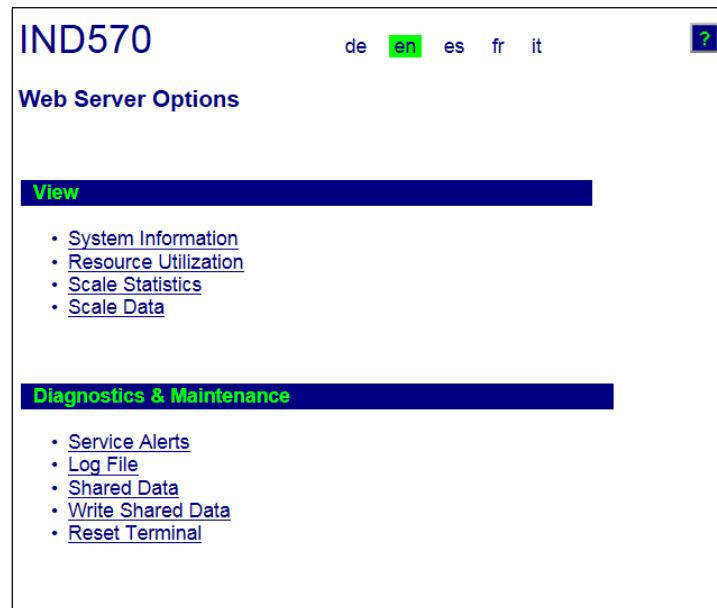 IND570 de en es fr it ?
Web Server Options
View
• System Information
• Resource Utilization
• Scale Statistics
• Scale Data
Diagnostics & Maintenance
• Service Alerts
• Log File
• Shared Data
• Write Shared Data
• Reset Terminal